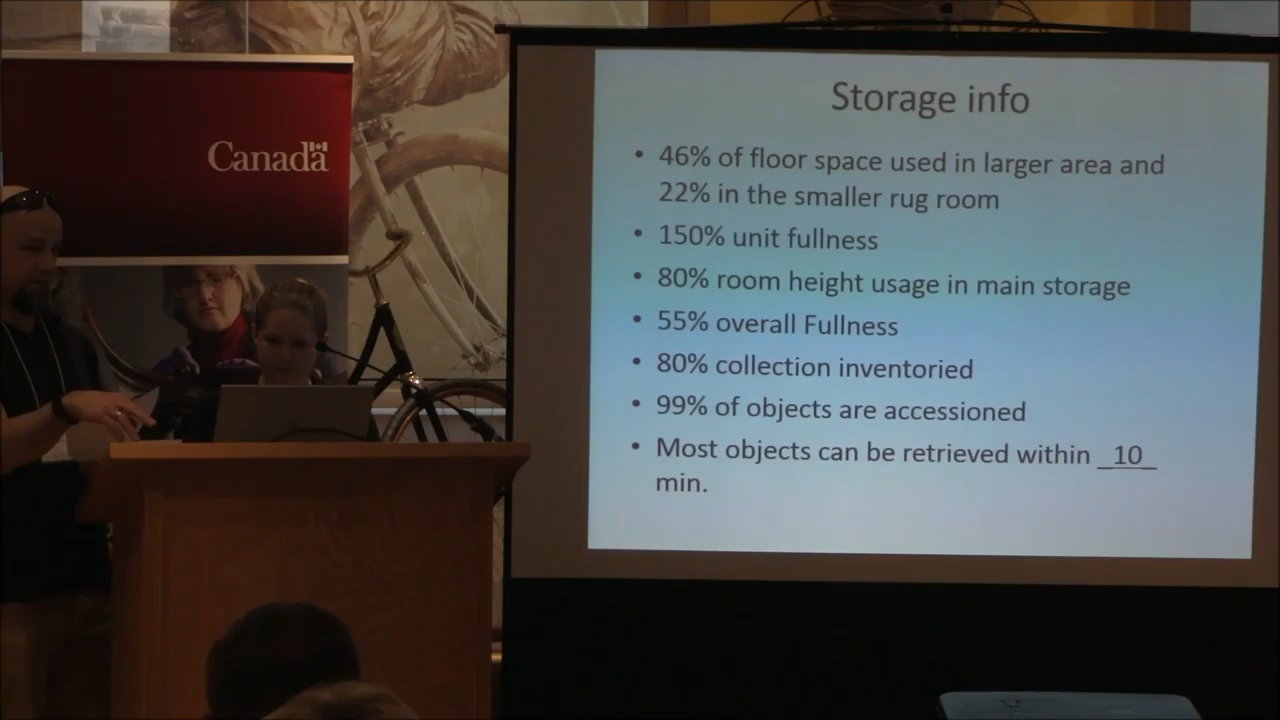 Canada
Storage info
• 46% of floor space used in larger area and
22% in the smaller rug room
• 150% unit fullness
• 80% room height usage in main storage
• 55% overall Fullness
• 80% collection inventoried
• 99% of objects are accessioned
• Most objects can be retrieved within _10_
min.